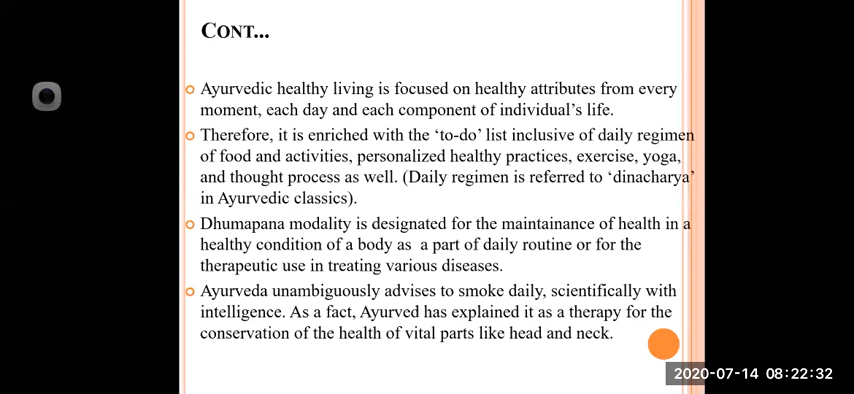 CONT...
Ayurvedic healthy living is focused on healthy attributes from every
moment, each day and each component of individual's life.
Therefore, it is enriched with the 'to-do' list inclusive of daily regimen
of food and activities, personalized healthy practices, exercise, yoga,
and thought process as well. (Daily regimen is referred to 'dinacharya'
in Ayurvedic classics).
Dhumapana modality is designated for the maintainance of health in a
healthy condition of a body as a part of daily routine or for the
therapeutic use in treating various diseases.
Ayurveda unambiguously advises to smoke daily, scientifically with
intelligence. As a fact, Ayurved has explained it as a therapy for the
conservation of the health of vital parts like head and neck.
2020-07-14 08:22:32